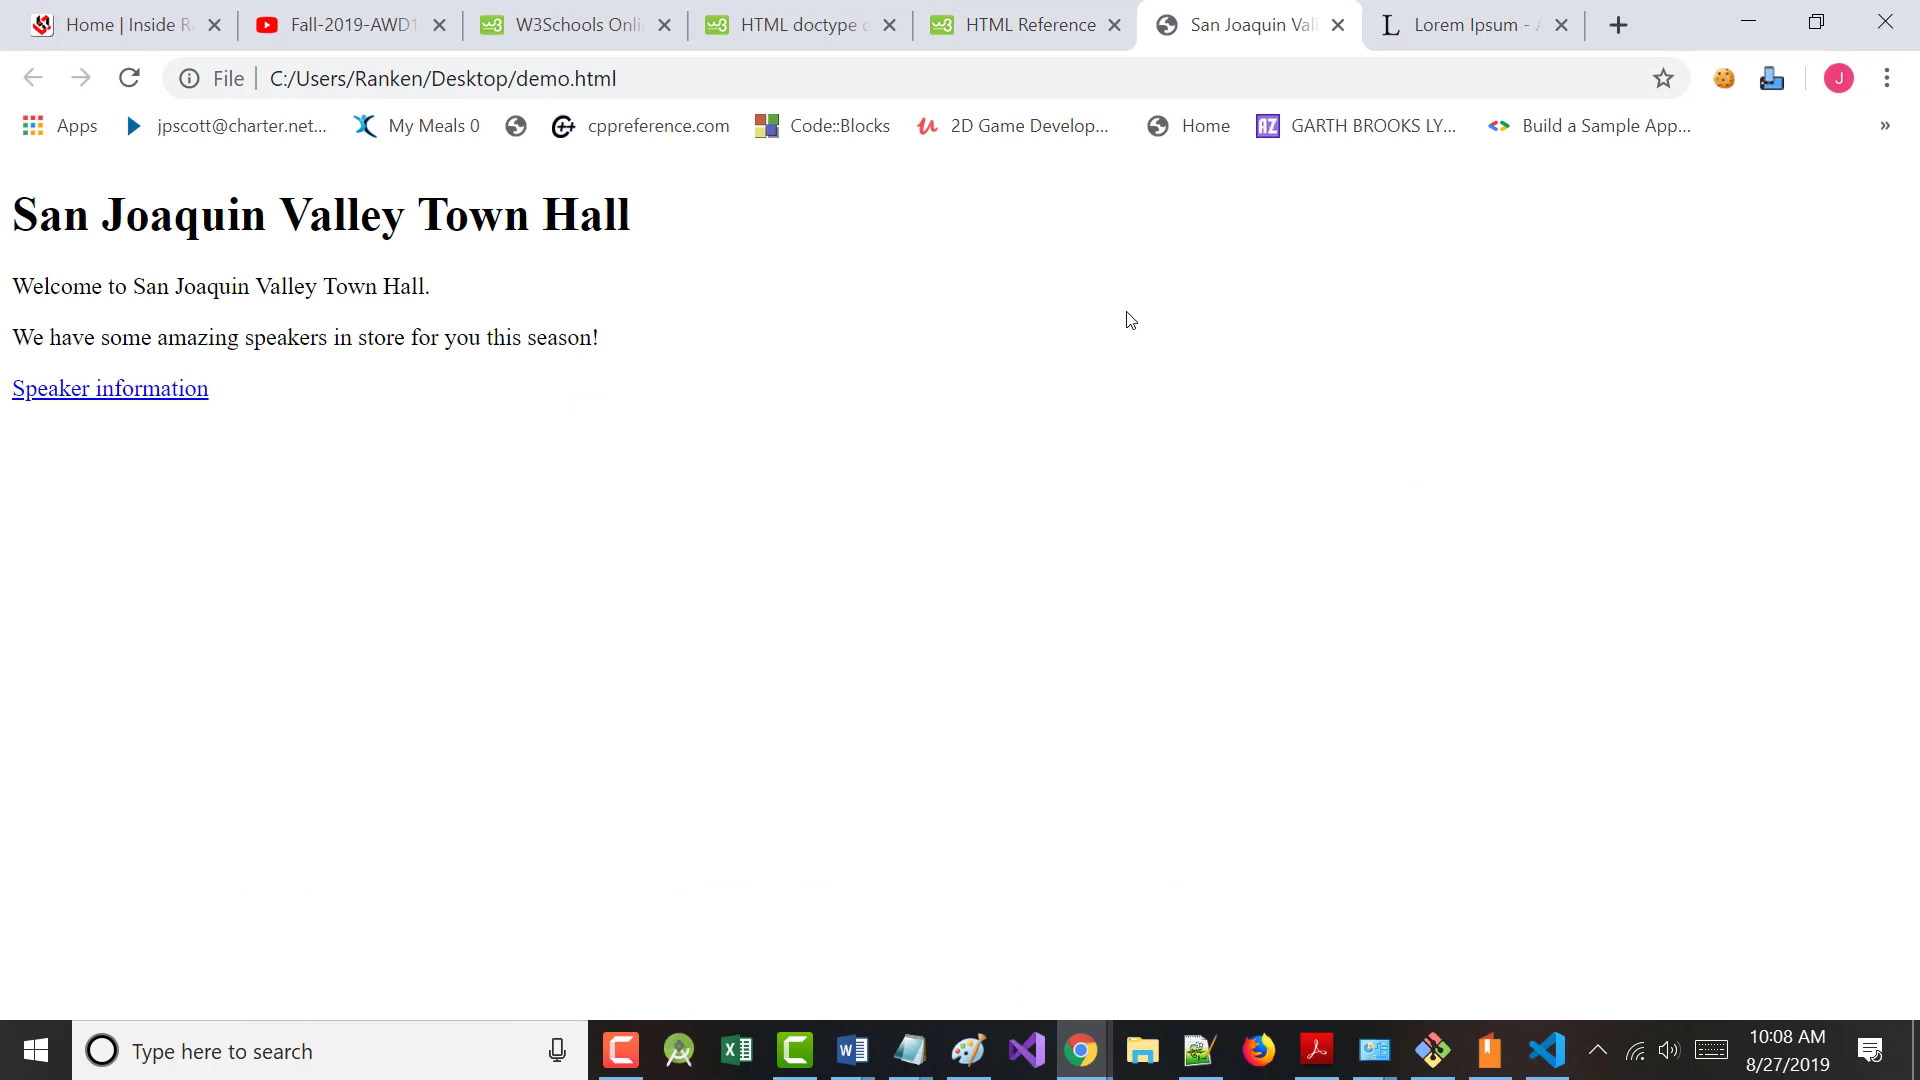 Home | Inside R
Fall-2019-AWD1
W3Schools Onli
HTML doctype
HTML Reference
San Joaquin Val
Lorem Ipsum -
File
C:/Users/Ranken/Desktop/demo.html
J
Apps
jpscott@charter.net...
My Meals 0
cppreference.com
Code::Blocks
2D Game Develop...
Home
AZ
GARTH BROOKS LY...
Build a Sample App...
»
San Joaquin Valley Town Hall
Welcome to San Joaquin Valley Town Hall.
We have some amazing speakers in store for you this season!
Speaker information
Type here to search
10:08 AM
8/27/2019